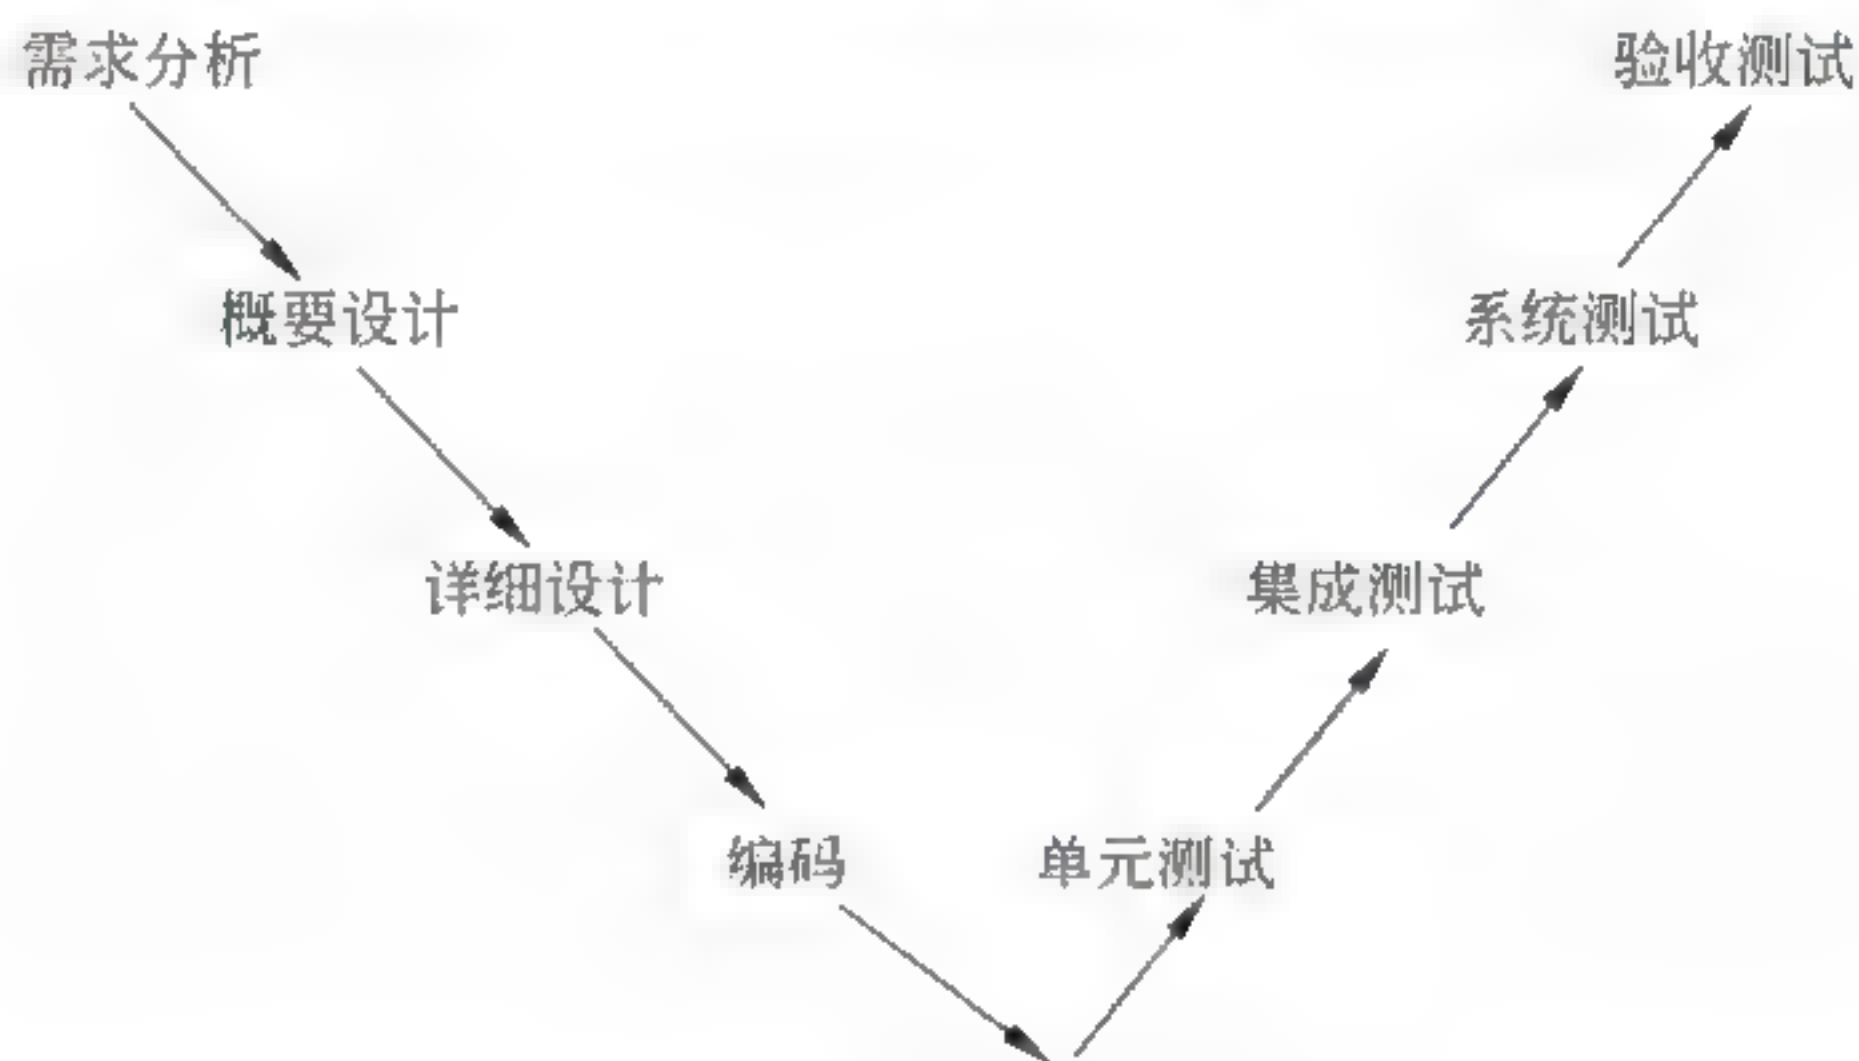 需求分析
验收测试
概要设计
系统测试
详细设计
集成测试
编码
单元测试